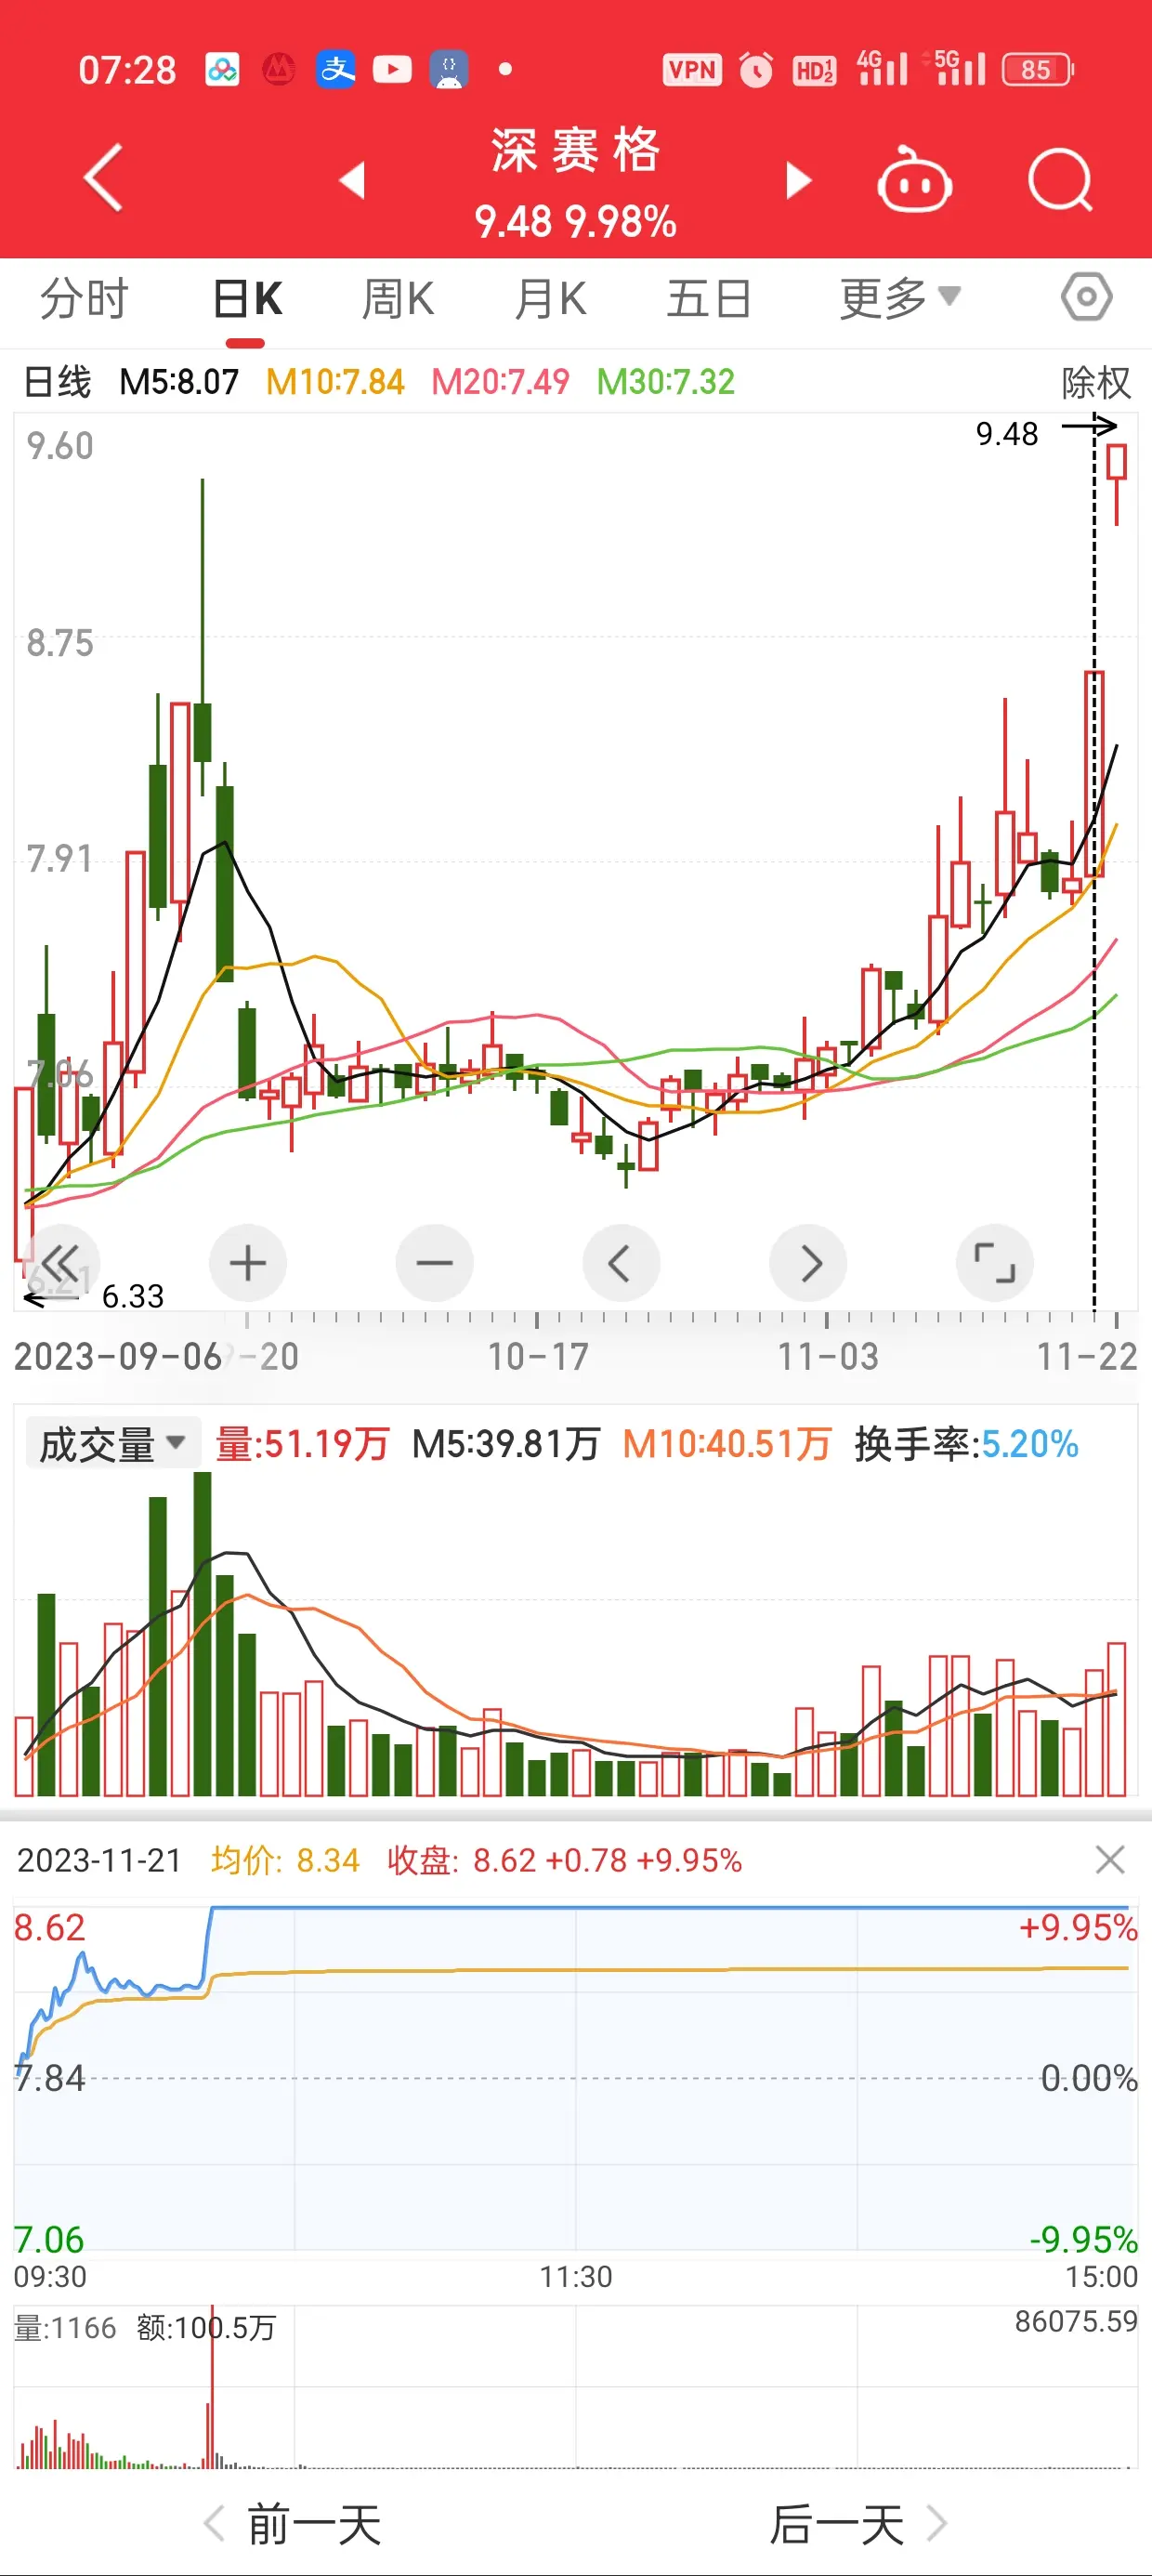 07:28 支 {} VPN HD1 2 4G 5G 85
深赛格
9.48 9.98%
分时 日K 周K 月K 五日 更多
日线 M5:8.07 M10:7.84 M20:7.49 M30:7.32 除权
9.60
9.48
8.75
7.91
7.06
6.21
6.33
2023-09-06 9-20 10-17 11-03 11-22
成交量 量:51.19万 M5:39.81万 M10:40.51万 换手率:5.20%
2023-11-21 均价: 8.34 收盘: 8.62 +0.78 +9.95%
8.62 +9.95%
7.84 0.00%
7.06 -9.95%
09:30 11:30 15:00
量:1166 额:100.5万 86075.59
前一天 后一天